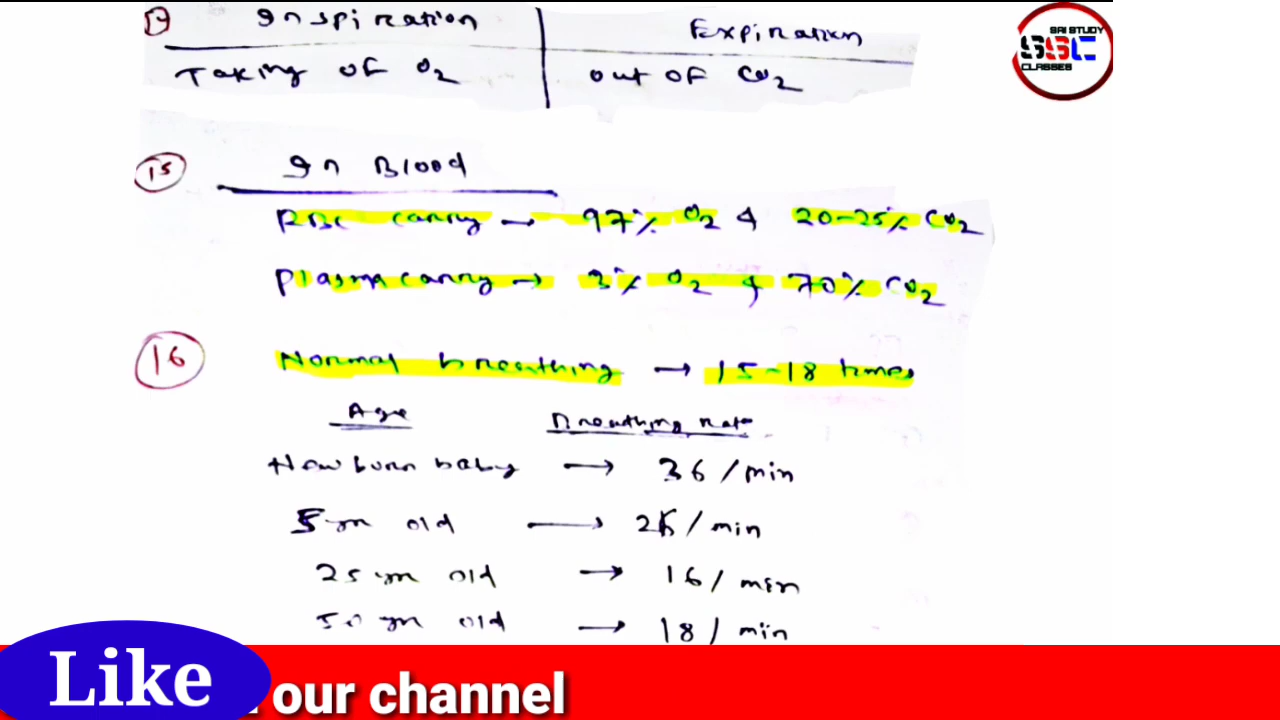 Inspiration Expiration
Taking of O2 out of CO2
SAI STUDY
SSC
CLASSES
15 In Blood
RBC carry → 97% O2 & 20-25% CO2
Plasma carry → 3% O2 & 70% CO2
16 Normal breathing → 15-18 times
Age Breathing rate
New born baby → 36/min
5 yr old → /min
25 yr old → 16/min
50 yr old → 18/min
Like our channel